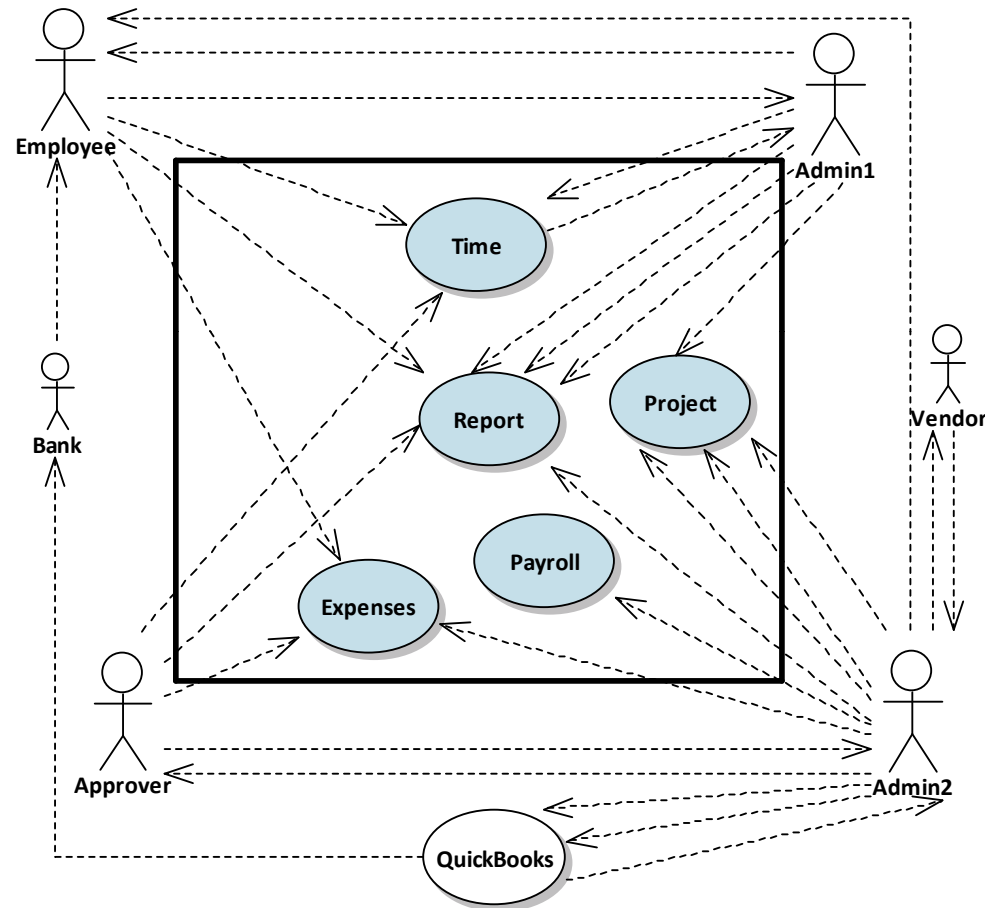 Employee
Admin1
Time
Report
Project
Vendor
Bank
Payroll
Expenses
Approver
Admin2
QuickBooks